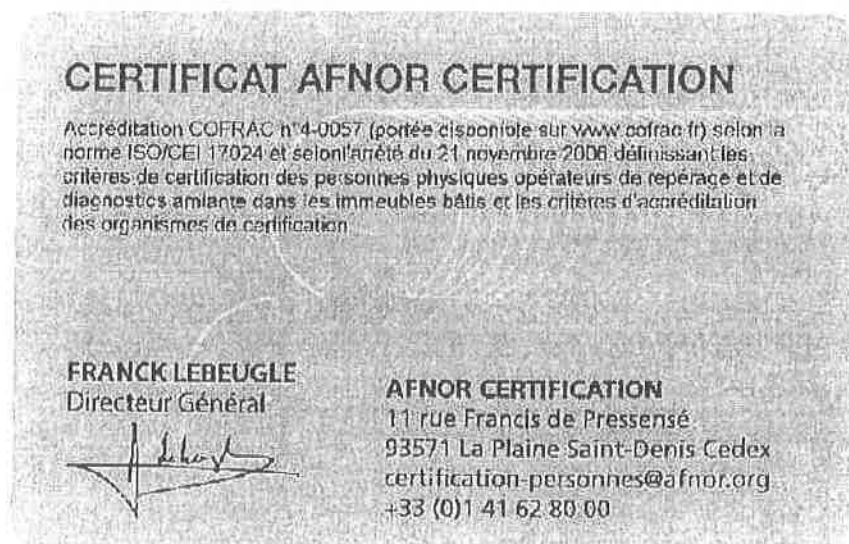 CERTIFICAT AFNOR CERTIFICATION
Accréditation COFRAC n°4-0057 (portée disponible sur www.cofrac.fr) selon la
norme ISO/CEI 17024 et selon l'arrêté du 21 novembre 2006 définissant les
critères de certification des personnes physiques opérateurs de repérage et de
diagnostics amiante dans les immeubles bâtis et les critères d'accréditation
des organismes de certification
FRANCK LEBEUGLE
Directeur Général
AFNOR CERTIFICATION
11 rue Francis de Pressensé
93571 La Plaine Saint-Denis Cedex
certification-personnes@afnor.org
+33 (0)1 41 62 80 00